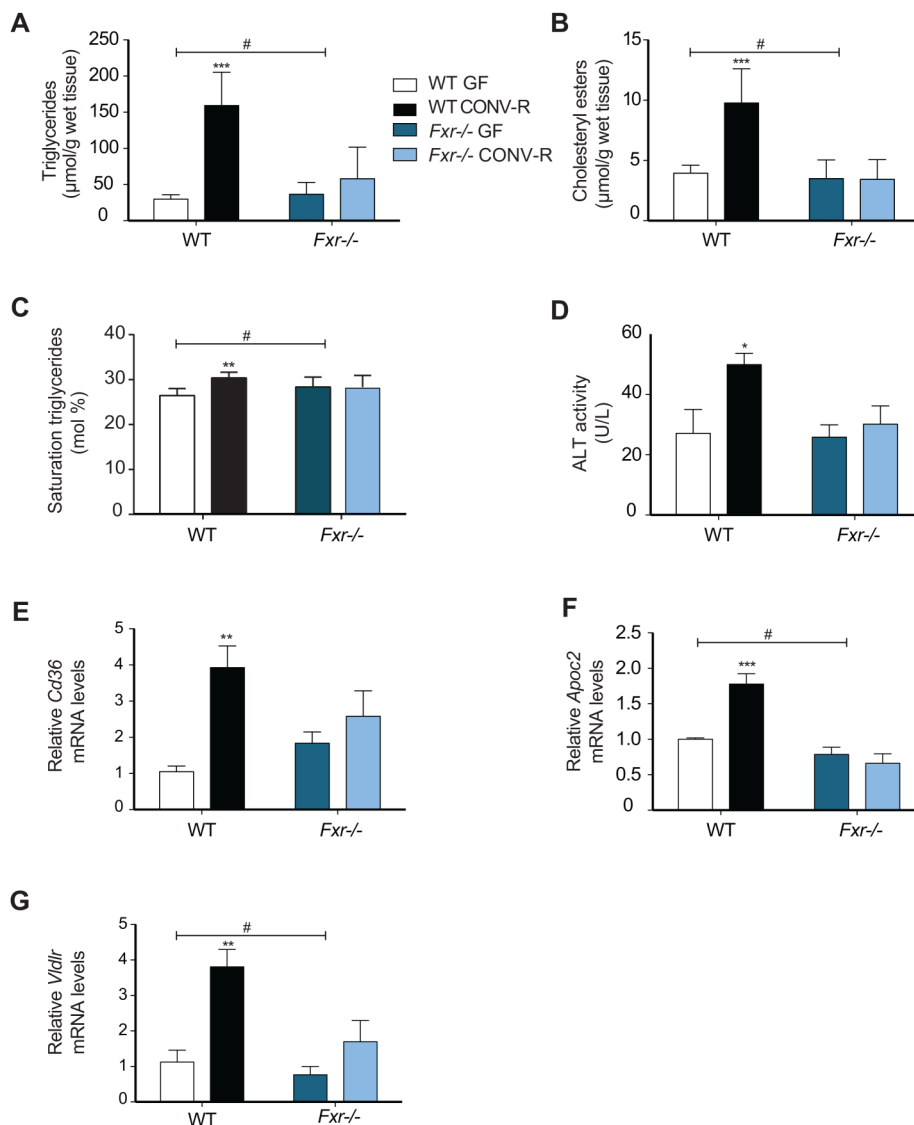 A
Triglycerides
(μmol/g wet tissue)
250
200
150
100
50
0
#
***
WT
Fxr-/-
WT GF
WT CONV-R
Fxr-/- GF
Fxr-/- CONV-R
B
Cholesteryl esters
(μmol/g wet tissue)
15
10
5
0
#
***
WT
Fxr-/-
C
Saturation triglycerides
(mol %)
40
30
20
10
0
#
**
WT
Fxr-/-
D
ALT activity
(U/L)
60
40
20
0
*
WT
Fxr-/-
E
Relative Cd36
mRNA levels
5
4
3
2
1
0
**
WT
Fxr-/-
F
Relative Apoc2
mRNA levels
2.5
2.0
1.5
1.0
0.5
0
#
***
WT
Fxr-/-
G
Relative Vldlr
mRNA levels
5
4
3
2
1
0
#
**
WT
Fxr-/-